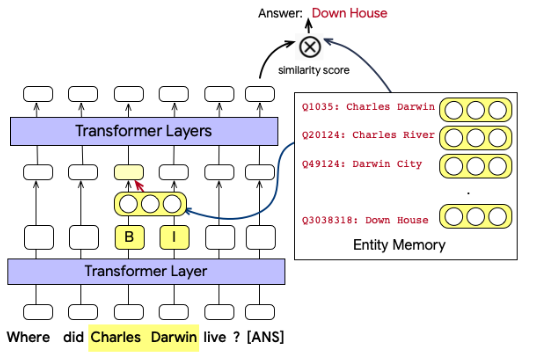 Answer: Down House
similarity score
Transformer Layers
Q1035: Charles Darwin
Q20124: Charles River
Q49124: Darwin City
.
Q3038318: Down House
Entity Memory
B I
Transformer Layer
Where did Charles Darwin live ? [ANS]